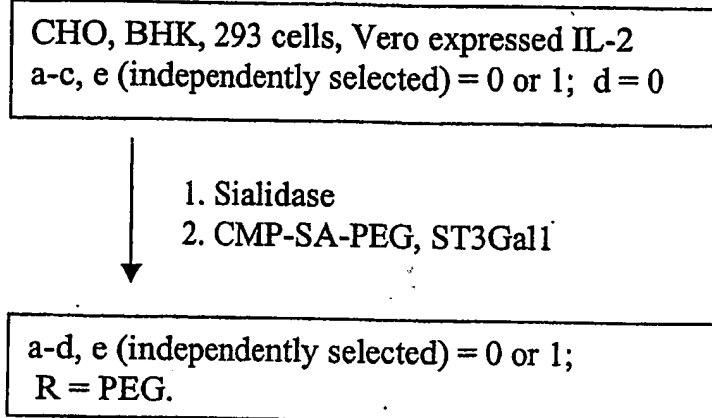 CHO, BHK, 293 cells, Vero expressed IL-2
a-c, e (independently selected) = 0 or 1; d = 0
1. Sialidase
2. CMP-SA-PEG, ST3Gal1
a-d, e (independently selected) = 0 or 1;
R = PEG.